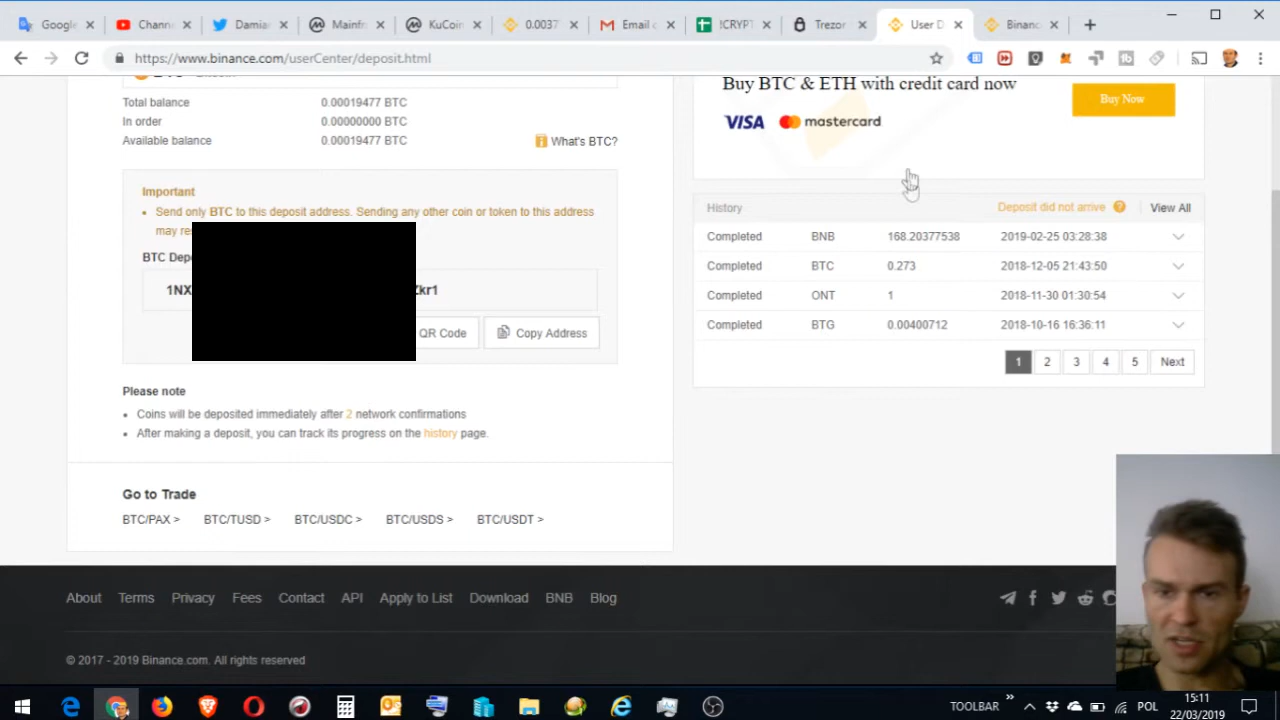 Google
Chann
Damia
Mainfr
KuCoin
0.0037
Email c
!CRYPT
Trezor
User D
Binanc
https://www.binance.com/userCenter/deposit.html
Total balance 0.00019477 BTC
In order 0.00000000 BTC
Available balance 0.00019477 BTC
What's BTC?
Important
• Send only BTC to this deposit address. Sending any other coin or token to this address
may re
BTC Dep
1NX
kr1
QR Code
Copy Address
Please note
• Coins will be deposited immediately after 2 network confirmations
• After making a deposit, you can track its progress on the history page.
Go to Trade
BTC/PAX > BTC/TUSD > BTC/USDC > BTC/USDS > BTC/USDT >
Buy BTC & ETH with credit card now
Buy Now
VISA mastercard
History Deposit did not arrive ? View All
Completed BNB 168.20377538 2019-02-25 03:28:38
Completed BTC 0.273 2018-12-05 21:43:50
Completed ONT 1 2018-11-30 01:30:54
Completed BTG 0.00400712 2018-10-16 16:36:11
1 2 3 4 5 Next
About Terms Privacy Fees Contact API Apply to List Download BNB Blog
© 2017 - 2019 Binance.com. All rights reserved
TOOLBAR » POL
15:11
22/03/2019